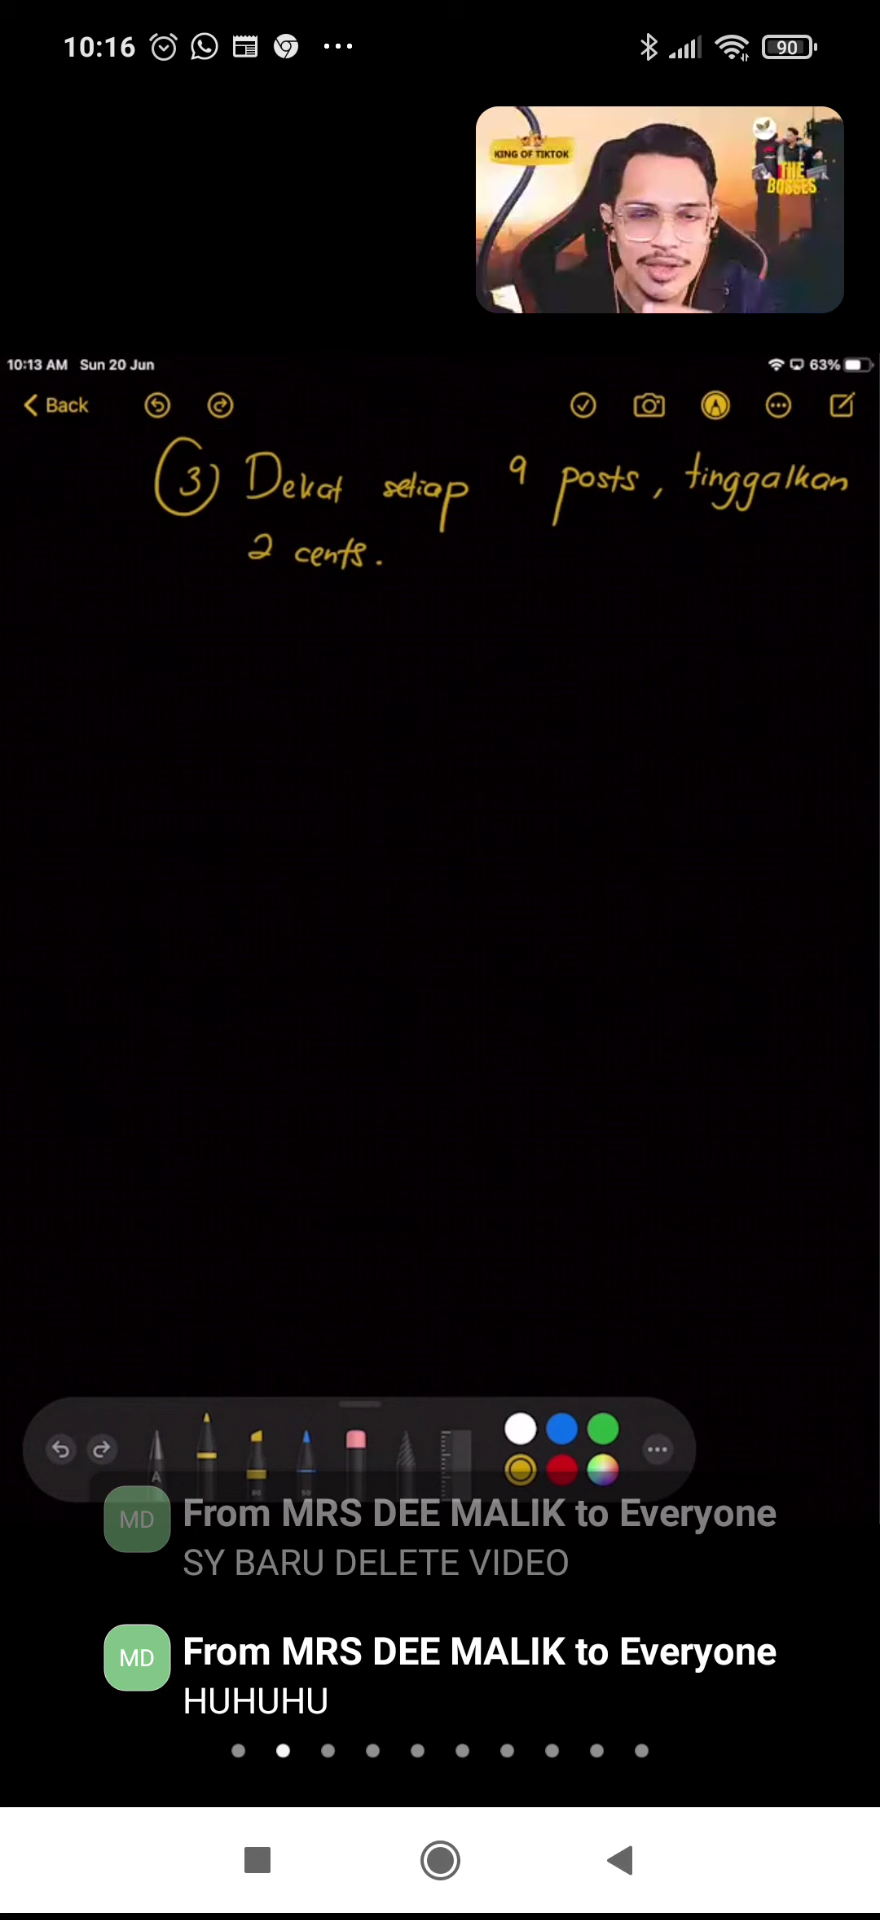 10:16
90
KING OF TIKTOK
THE
BOSSES
10:13 AM Sun 20 Jun
63%
Back
3 Dekat setiap 9 posts, tinggalkan
2 cents.
A
80
50
From MRS DEE MALIK to Everyone
MD
SY BARU DELETE VIDEO
From MRS DEE MALIK to Everyone
MD
HUHUHU